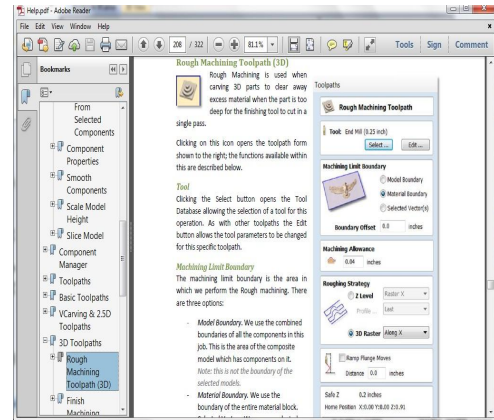 Help.pdf - Adobe Reader
File Edit View Window Help
208 / 322 81.1%
Tools Sign Comment
Bookmarks
From
Selected
Components
Component
Properties
Smooth
Components
Scale Model
Height
Slice Model
Component
Manager
Toolpaths
Basic Toolpaths
VCarving & 2.5D
Toolpaths
3D Toolpaths
Rough
Machining
Toolpath (3D)
Finish
Machining
Rough Machining Toolpath (3D)
Rough Machining is used when
carving 3D parts to clear away
excess material when the part is too
deep for the finishing tool to cut in a
single pass.
Clicking on this icon opens the toolpath form
shown to the right; the functions available within
this are described below.
Tool
Clicking the Select button opens the Tool
Database allowing the selection of a tool for this
operation. As with other toolpaths the Edit
button allows the tool parameters to be changed
for this specific toolpath.
Machining Limit Boundary
The machining limit boundary is the area in
which we perform the Rough machining. There
are three options:
- Model Boundary. We use the combined
boundaries of all the components in this
job. This is the area of the composite
model which has components on it.
Note: this is not the boundary of the
selected models.
- Material Boundary. We use the
boundary of the entire material block.
Toolpaths
Rough Machining Toolpath
Tool: End Mill (0.25 inch)
Select ... Edit ...
Machining Limit Boundary
Model Boundary
Material Boundary
Selected Vector(s)
Boundary Offset 0.0 inches
Machining Allowance
0.04 inches
Roughing Strategy
Z Level Raster X
Profile ... Last
3D Raster Along X
Ramp Plunge Moves
Distance 0.0 inches
Safe Z 0.2 inches
Home Position X:0.00 Y:0.00 Z:0.91